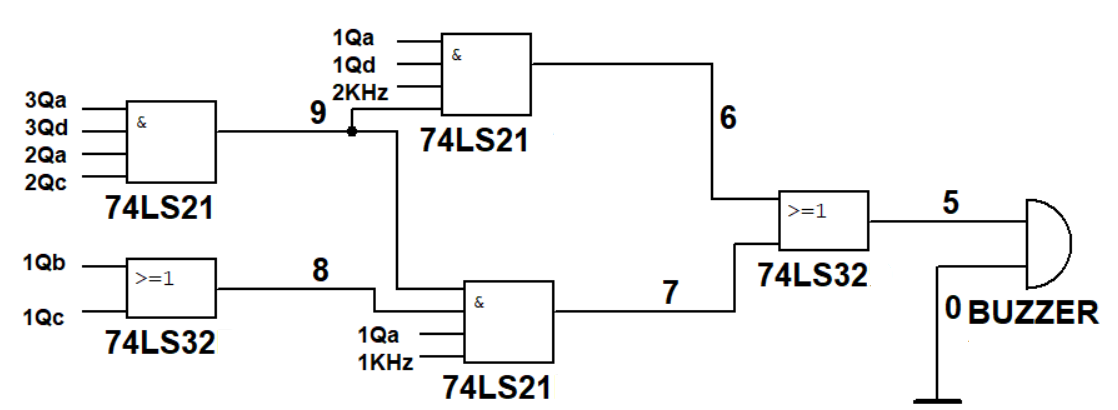 1Qa
1Qd
2KHz
&
74LS21
3Qa
3Qd
2Qa
2Qc
&
74LS21
9
6
1Qb
1Qc
>=1
74LS32
8
&
1Qa
1KHz
74LS21
7
>=1
74LS32
5
0 BUZZER